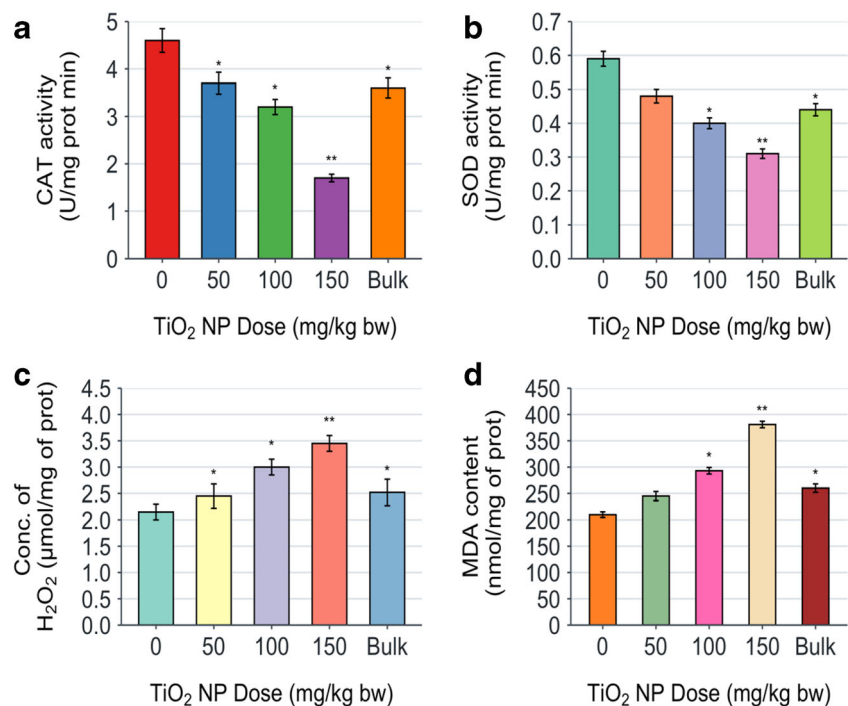 a
CAT activity
(U/mg prot min)
5
4
3
2
1
0
*
*
**
*
0 50 100 150 Bulk
TiO₂ NP Dose (mg/kg bw)
b
SOD activity
(U/mg prot min)
0.7
0.6
0.5
0.4
0.3
0.2
0.1
0.0
*
**
*
0 50 100 150 Bulk
TiO₂ NP Dose (mg/kg bw)
c
Conc. of
H₂O₂ (µmol/mg of prot)
4.5
4.0
3.5
3.0
2.5
2.0
1.5
1.0
0.5
0.0
*
*
**
*
0 50 100 150 Bulk
TiO₂ NP Dose (mg/kg bw)
d
MDA content
(nmol/mg of prot)
450
400
350
300
250
200
150
100
50
0
*
**
*
0 50 100 150 Bulk
TiO₂ NP Dose (mg/kg bw)